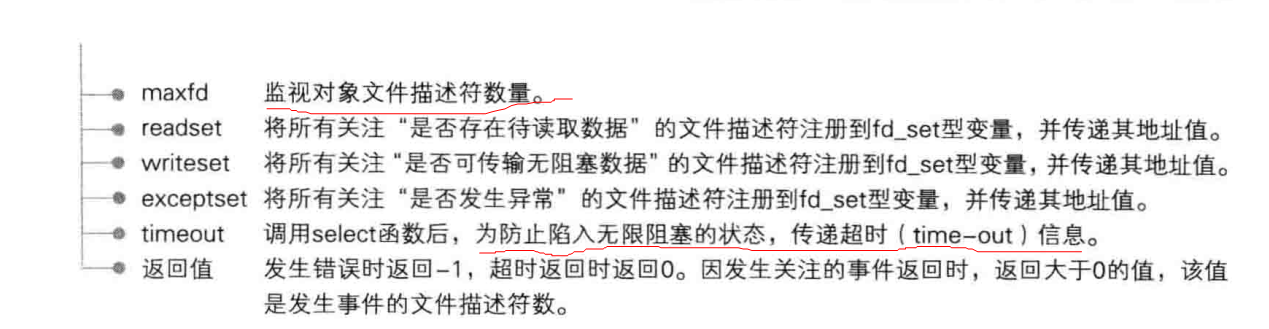 maxfd 监视对象文件描述符数量。
readset 将所有关注“是否存在待读取数据”的文件描述符注册到fd_set型变量，并传递其地址值。
writeset 将所有关注“是否可传输无阻塞数据”的文件描述符注册到fd_set型变量，并传递其地址值。
exceptset 将所有关注“是否发生异常”的文件描述符注册到fd_set型变量，并传递其地址值。
timeout 调用select函数后，为防止陷入无限阻塞的状态，传递超时（time-out）信息。
返回值 发生错误时返回-1，超时返回时返回0。因发生关注的事件返回时，返回大于0的值，该值
是发生事件的文件描述符数。